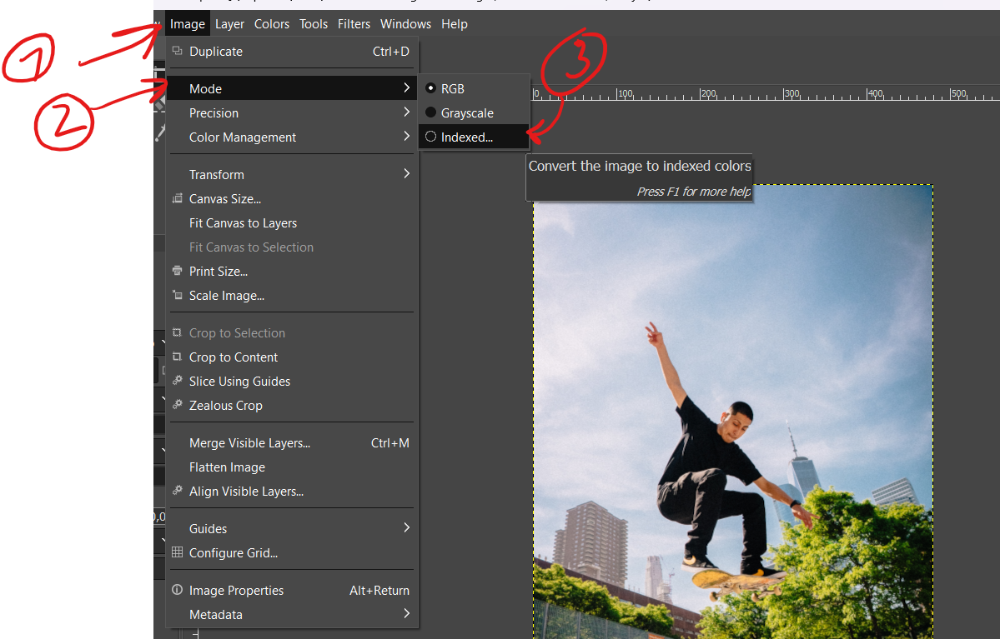 Image Layer Colors Tools Filters Windows Help
1
Duplicate Ctrl+D
2
Mode
3
RGB
Precision
Grayscale
Color Management
Indexed...
Convert the image to indexed colors
Press F1 for more help
Transform
Canvas Size...
Fit Canvas to Layers
Fit Canvas to Selection
Print Size...
Scale Image...
Crop to Selection
Crop to Content
Slice Using Guides
Zealous Crop
Merge Visible Layers... Ctrl+M
Flatten Image
Align Visible Layers...
Guides
Configure Grid...
Image Properties Alt+Return
Metadata
0 100 200 300 400 500